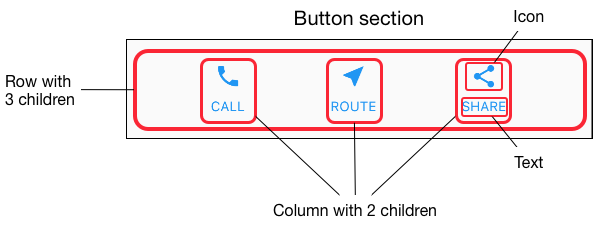 Button section
Icon
Row with
3 children
CALL
ROUTE
SHARE
Text
Column with 2 children